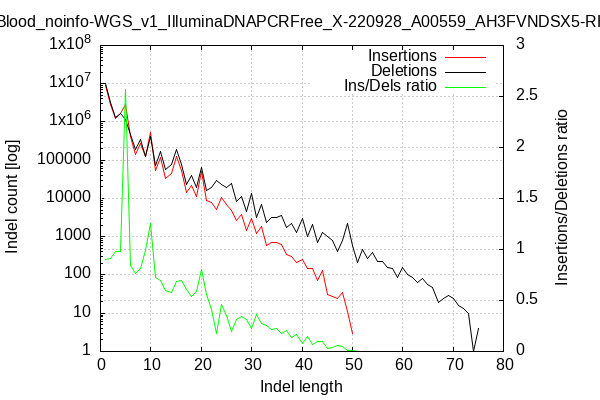 Blood_noinfo-WGS_v1_IlluminaDNAPCRFree_X-220928_A00559_AH3FVNDSX5-RE
Insertions
Deletions
Ins/Dels ratio
Indel count [log]
1x10^8
1x10^7
1x10^6
100000
10000
1000
100
10
1
3
2.5
2
1.5
1
0.5
0
Insertions/Deletions ratio
0 10 20 30 40 50 60 70 80
Indel length